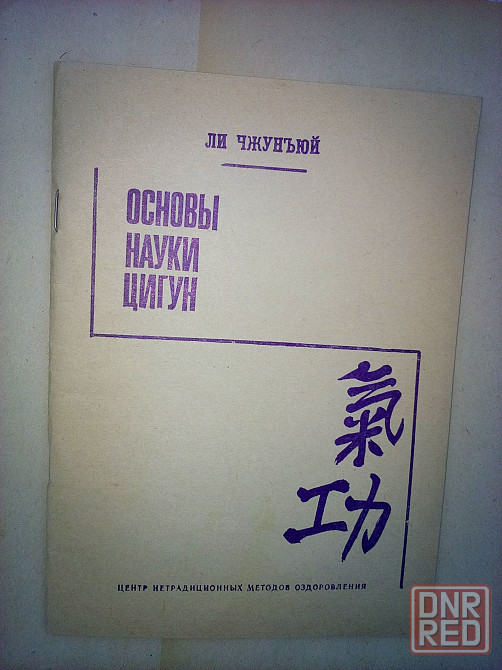 ЛИ ЧЖУНЪЮЙ
ОСНОВЫ
НАУКИ
ЦИГУН
氣
功
ЦЕНТР НЕТРАДИЦИОННЫХ МЕТОДОВ ОЗДОРОВЛЕНИЯ
DNR
RED